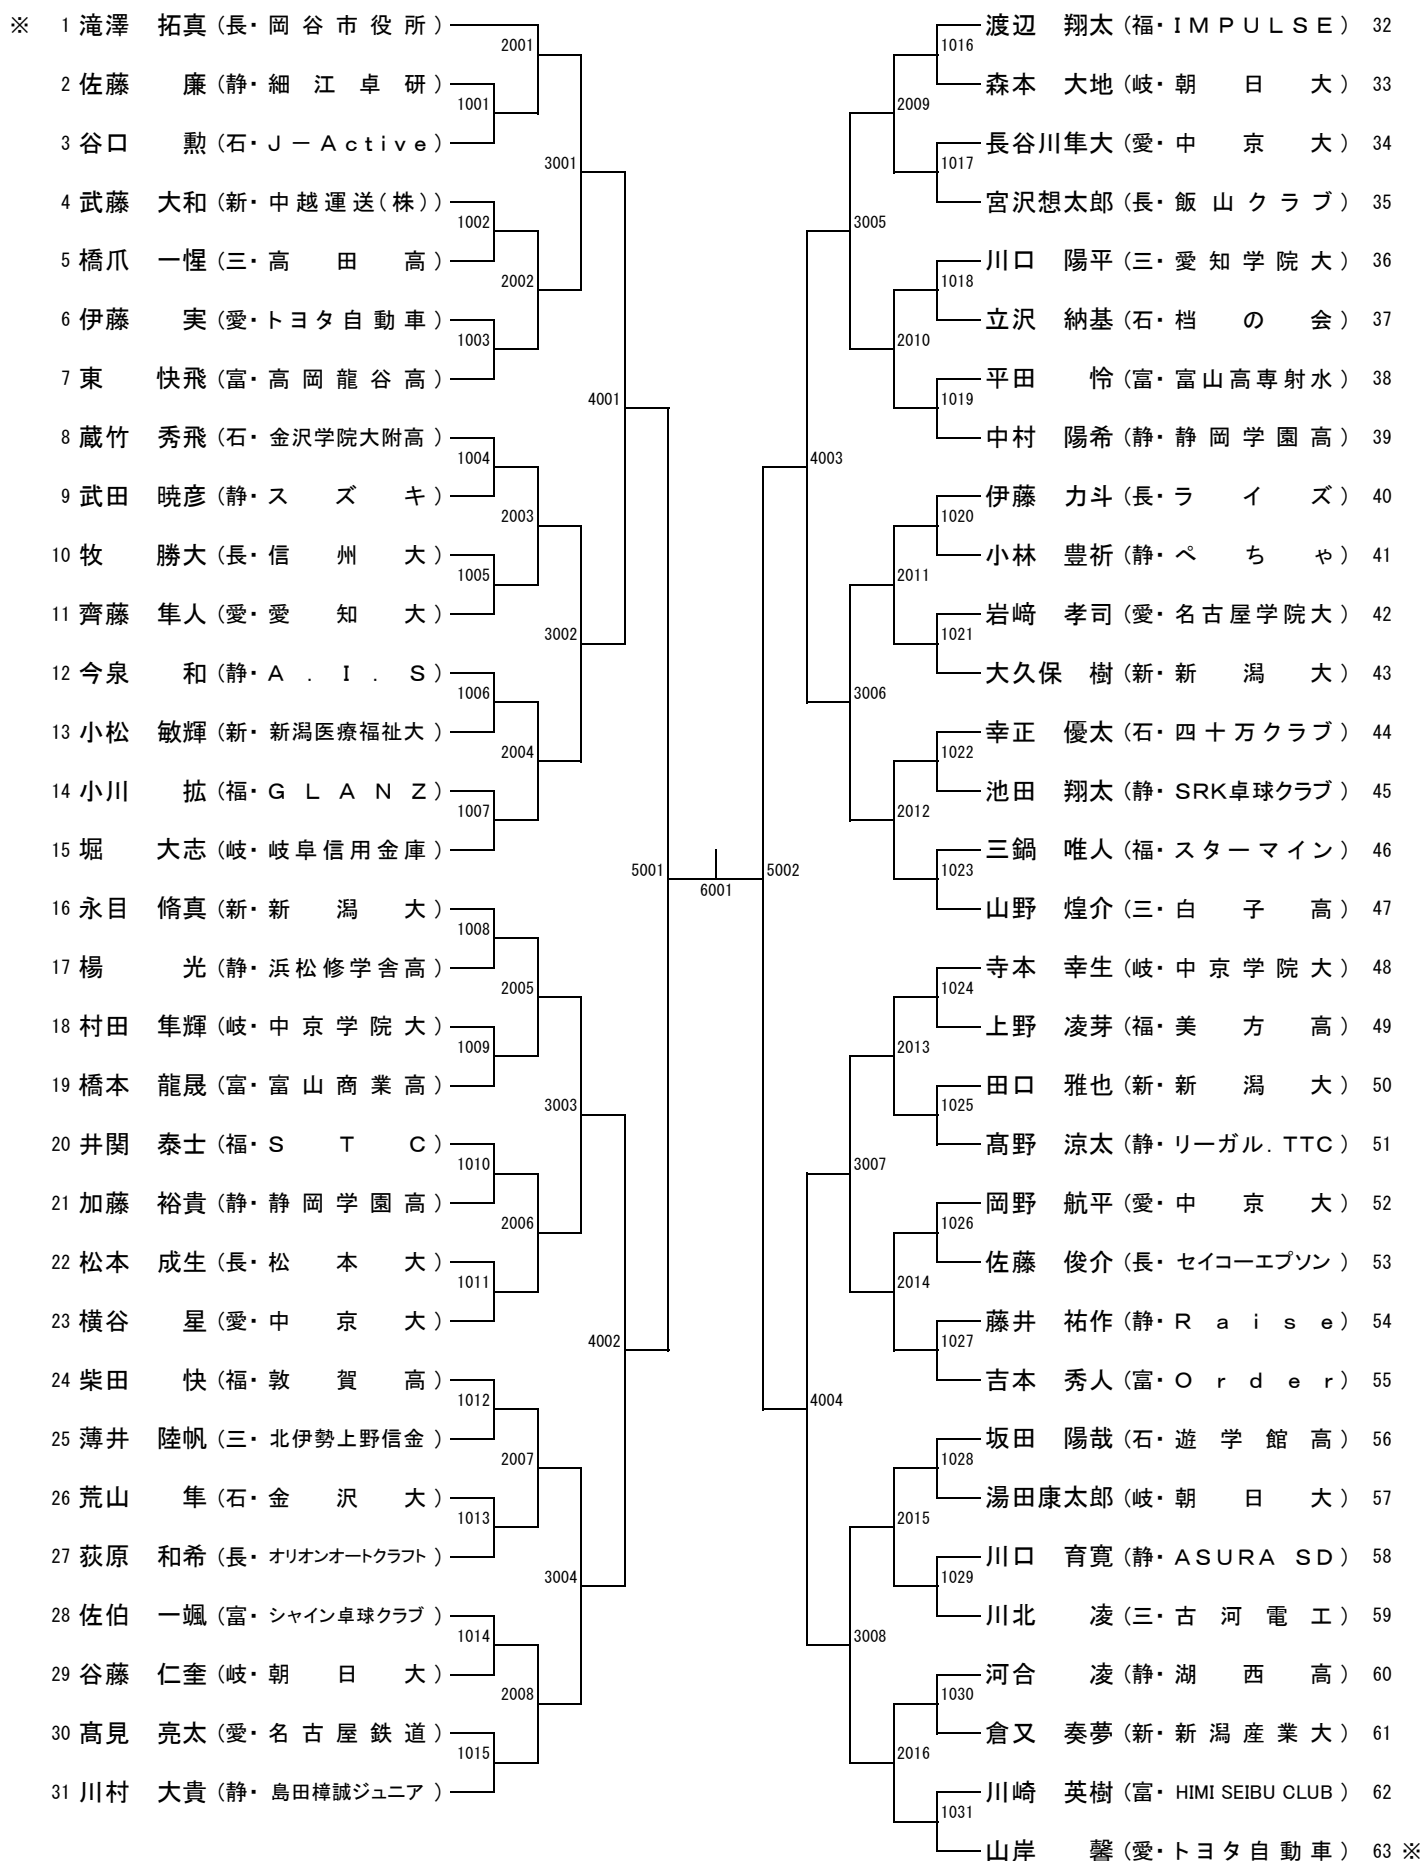 ※ 1 滝澤 拓真 (長・岡谷市役所)
2001
2 佐藤 廉 (静・細江卓研)
1001
3 谷口 勲 (石・J－Active)
3001
4 武藤 大和 (新・中越運送(株))
1002
5 橋爪 一惺 (三・高田高)
2002
6 伊藤 実 (愛・トヨタ自動車)
1003
7 東 快飛 (富・高岡龍谷高)
4001
8 蔵竹 秀飛 (石・金沢学院大附高)
1004
9 武田 暁彦 (静・スズキ)
2003
10 牧 勝大 (長・信州大)
1005
11 齊藤 隼人 (愛・愛知大)
3002
12 今泉 和 (静・A.I.S)
1006
13 小松 敏輝 (新・新潟医療福祉大)
2004
14 小川 拡 (福・GLANZ)
1007
15 堀 大志 (岐・岐阜信用金庫)
5001
16 永目 脩真 (新・新潟大)
1008
17 楊 光 (静・浜松修学舎高)
2005
18 村田 隼輝 (岐・中京学院大)
1009
19 橋本 龍晟 (富・富山商業高)
3003
20 井関 泰士 (福・STC)
1010
21 加藤 裕貴 (静・静岡学園高)
2006
22 松本 成生 (長・松本大)
1011
23 横谷 星 (愛・中京大)
4002
24 柴田 快 (福・敦賀高)
1012
25 薄井 陸帆 (三・北伊勢上野信金)
2007
26 荒山 隼 (石・金沢大)
1013
27 荻原 和希 (長・オリオンオートクラフト)
3004
28 佐伯 一颯 (富・シャイン卓球クラブ)
1014
29 谷藤 仁奎 (岐・朝日大)
2008
30 髙見 亮太 (愛・名古屋鉄道)
1015
31 川村 大貴 (静・島田樟誠ジュニア)
6001
渡辺 翔太 (福・IMPULSE) 32
1016
森本 大地 (岐・朝日大) 33
2009
長谷川隼大 (愛・中京大) 34
1017
宮沢想太郎 (長・飯山クラブ) 35
3005
川口 陽平 (三・愛知学院大) 36
1018
立沢 納基 (石・档の会) 37
2010
平田 怜 (富・富山高専射水) 38
1019
中村 陽希 (静・静岡学園高) 39
4003
伊藤 力斗 (長・ライズ) 40
1020
小林 豊祈 (静・ぺちゃ) 41
2011
岩﨑 孝司 (愛・名古屋学院大) 42
1021
大久保 樹 (新・新潟大) 43
3006
幸正 優太 (石・四十万クラブ) 44
1022
池田 翔太 (静・SRK卓球クラブ) 45
2012
三鍋 唯人 (福・スターマイン) 46
1023
山野 煌介 (三・白子高) 47
5002
寺本 幸生 (岐・中京学院大) 48
1024
上野 凌芽 (福・美方高) 49
2013
田口 雅也 (新・新潟大) 50
1025
髙野 涼太 (静・リーガル.TTC) 51
3007
岡野 航平 (愛・中京大) 52
1026
佐藤 俊介 (長・セイコーエプソン) 53
2014
藤井 祐作 (静・Raise) 54
1027
吉本 秀人 (富・Order) 55
4004
坂田 陽哉 (石・遊学館高) 56
1028
湯田康太郎 (岐・朝日大) 57
2015
川口 育寛 (静・ASURA SD) 58
1029
川北 凌 (三・古河電工) 59
3008
河合 凌 (静・湖西高) 60
1030
倉又 奏夢 (新・新潟産業大) 61
2016
川崎 英樹 (富・HIMI SEIBU CLUB) 62
1031
山岸 馨 (愛・トヨタ自動車) 63 ※